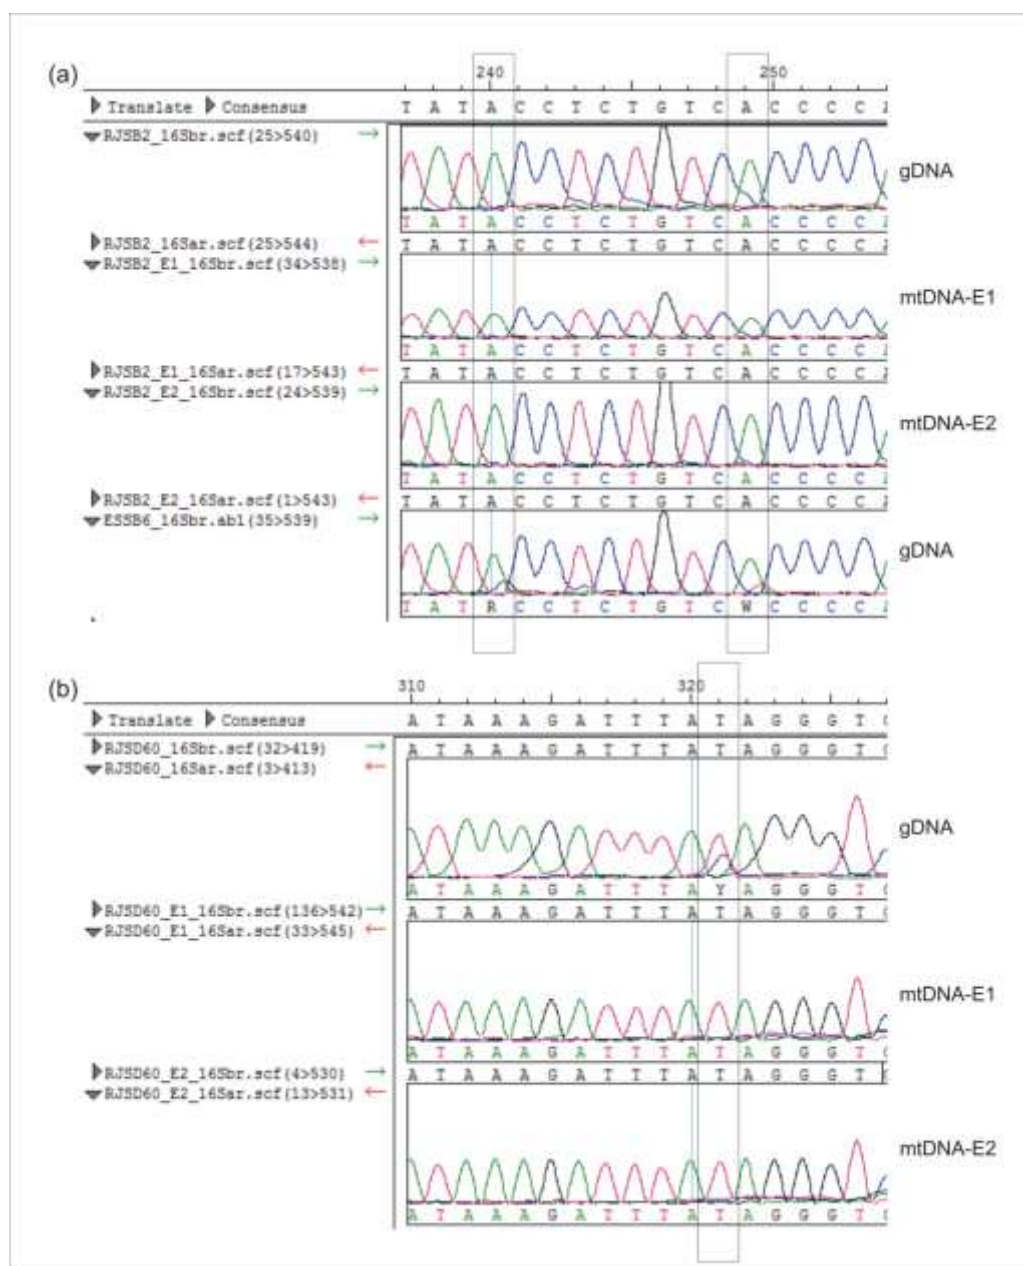 (a)
240 250
Translate Consensus T A T A C C T C T G T C A C C C C A
RJSB2_16Sbr.scf(25>540) → gDNA
T A T A C C T C T G T C A C C C C A
RJSB2_16Sar.scf(25>544) ← T A T A C C T C T G T C A C C C C A
RJSB2_E1_16Sbr.scf(34>538) → mtDNA-E1
T A T A C C T C T G T C A C C C C A
RJSB2_E1_16Sar.scf(17>543) ← T A T A C C T C T G T C A C C C C A
RJSB2_E2_16Sbr.scf(24>539) → mtDNA-E2
T A T A C C T C T G T C A C C C C A
RJSB2_E2_16Sar.scf(1>543) ← T A T A C C T C T G T C A C C C C A
ESSB6_16Sbr.ab1(35>539) → gDNA
T A T R C C T C T G T C W C C C C A
(b)
310 320
Translate Consensus A T A A A G A T T T A T A G G G T G
RJSD60_16Sbr.scf(32>419) → A T A A A G A T T T A T A G G G T G
RJSD60_16Sar.scf(3>413) ← gDNA
A T A A A G A T T T A Y A G G G T G
RJSD60_E1_16Sbr.scf(136>542) → A T A A A G A T T T A T A G G G T G
RJSD60_E1_16Sar.scf(33>545) ← mtDNA-E1
A T A A A G A T T T A T A G G G T G
RJSD60_E2_16Sbr.scf(4>530) → A T A A A G A T T T A T A G G G T
RJSD60_E2_16Sar.scf(13>531) ← mtDNA-E2
A T A A A G A T T T A T A G G G T G